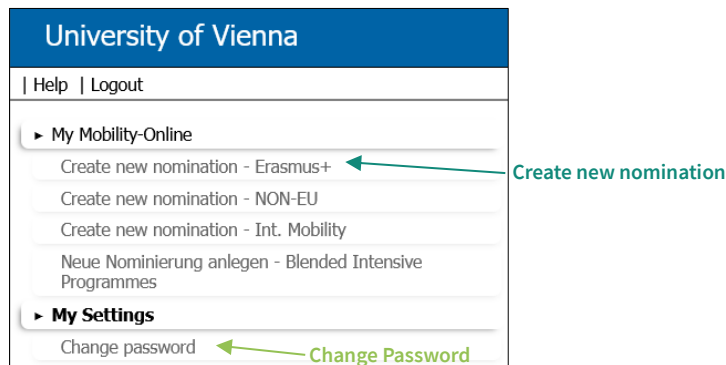 University of Vienna
| Help | Logout
► My Mobility-Online
Create new nomination - Erasmus+
Create new nomination
Create new nomination - NON-EU
Create new nomination - Int. Mobility
Neue Nominierung anlegen - Blended Intensive
Programmes
► My Settings
Change password
Change Password